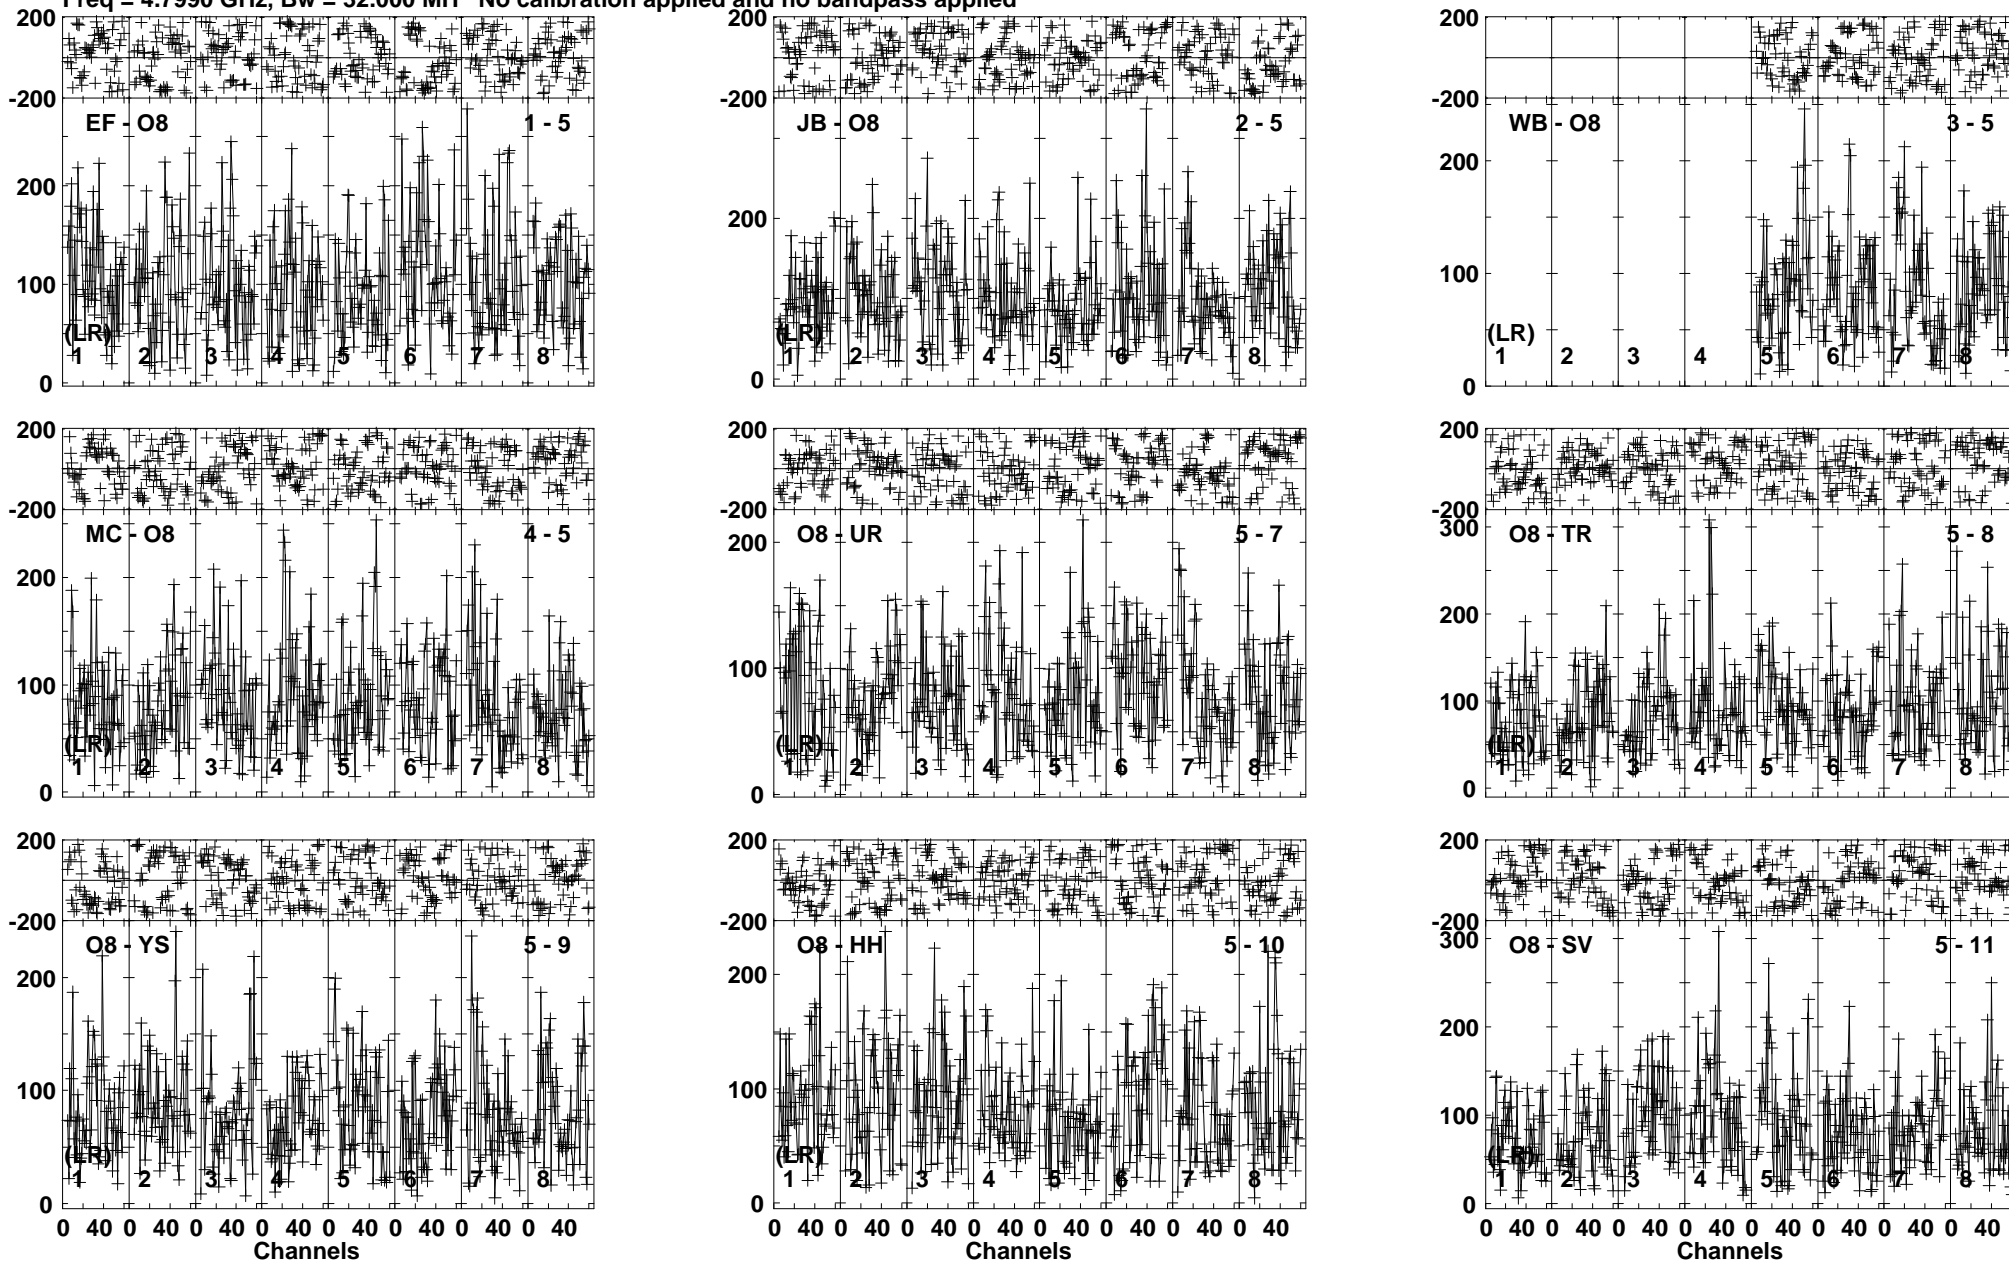 Freq = 4.7990 GHz, Bw = 32.000 MH No calibration applied and no bandpass applied
200 200 200
-200 -200 -200
EF - O8 1 - 5 JB - O8 2 - 5 WB - O8 3 - 5
200 200 200
100 100
(LR) (LR) (LR)
1 2 3 4 5 6 7 8 1 2 3 4 5 6 7 8 1 2 3 4 5 6 7 8
0 0 0
200 200 200
-200 -200 -200
MC - O8 4 - 5 O8 - UR 5 - 7 O8 - TR 5 - 8
300
200 200 200
100 100 100
(LR) (LR) (LR)
1 2 3 4 5 6 7 8 1 2 3 4 5 6 7 8 1 2 3 4 5 6 7 8
0 0 0
200 200 200
-200 -200 -200
O8 - YS 5 - 9 O8 - HH 5 - 10 O8 - SV 5 - 11
300
200 200 200
100 100 100
(LR) (LR) (LR)
1 2 3 4 5 6 7 8 1 2 3 4 5 6 7 8 1 2 3 4 5 6 7 8
0 0 0
0 40 0 40 0 40 0 40 0 40 0 40 0 40 0 40 0 40 0 40 0 40 0 40 0 40 0 40 0 40 0 40 0 40 0 40 0 40 0 40 0 40 0 40 0 40 0 40
Channels Channels